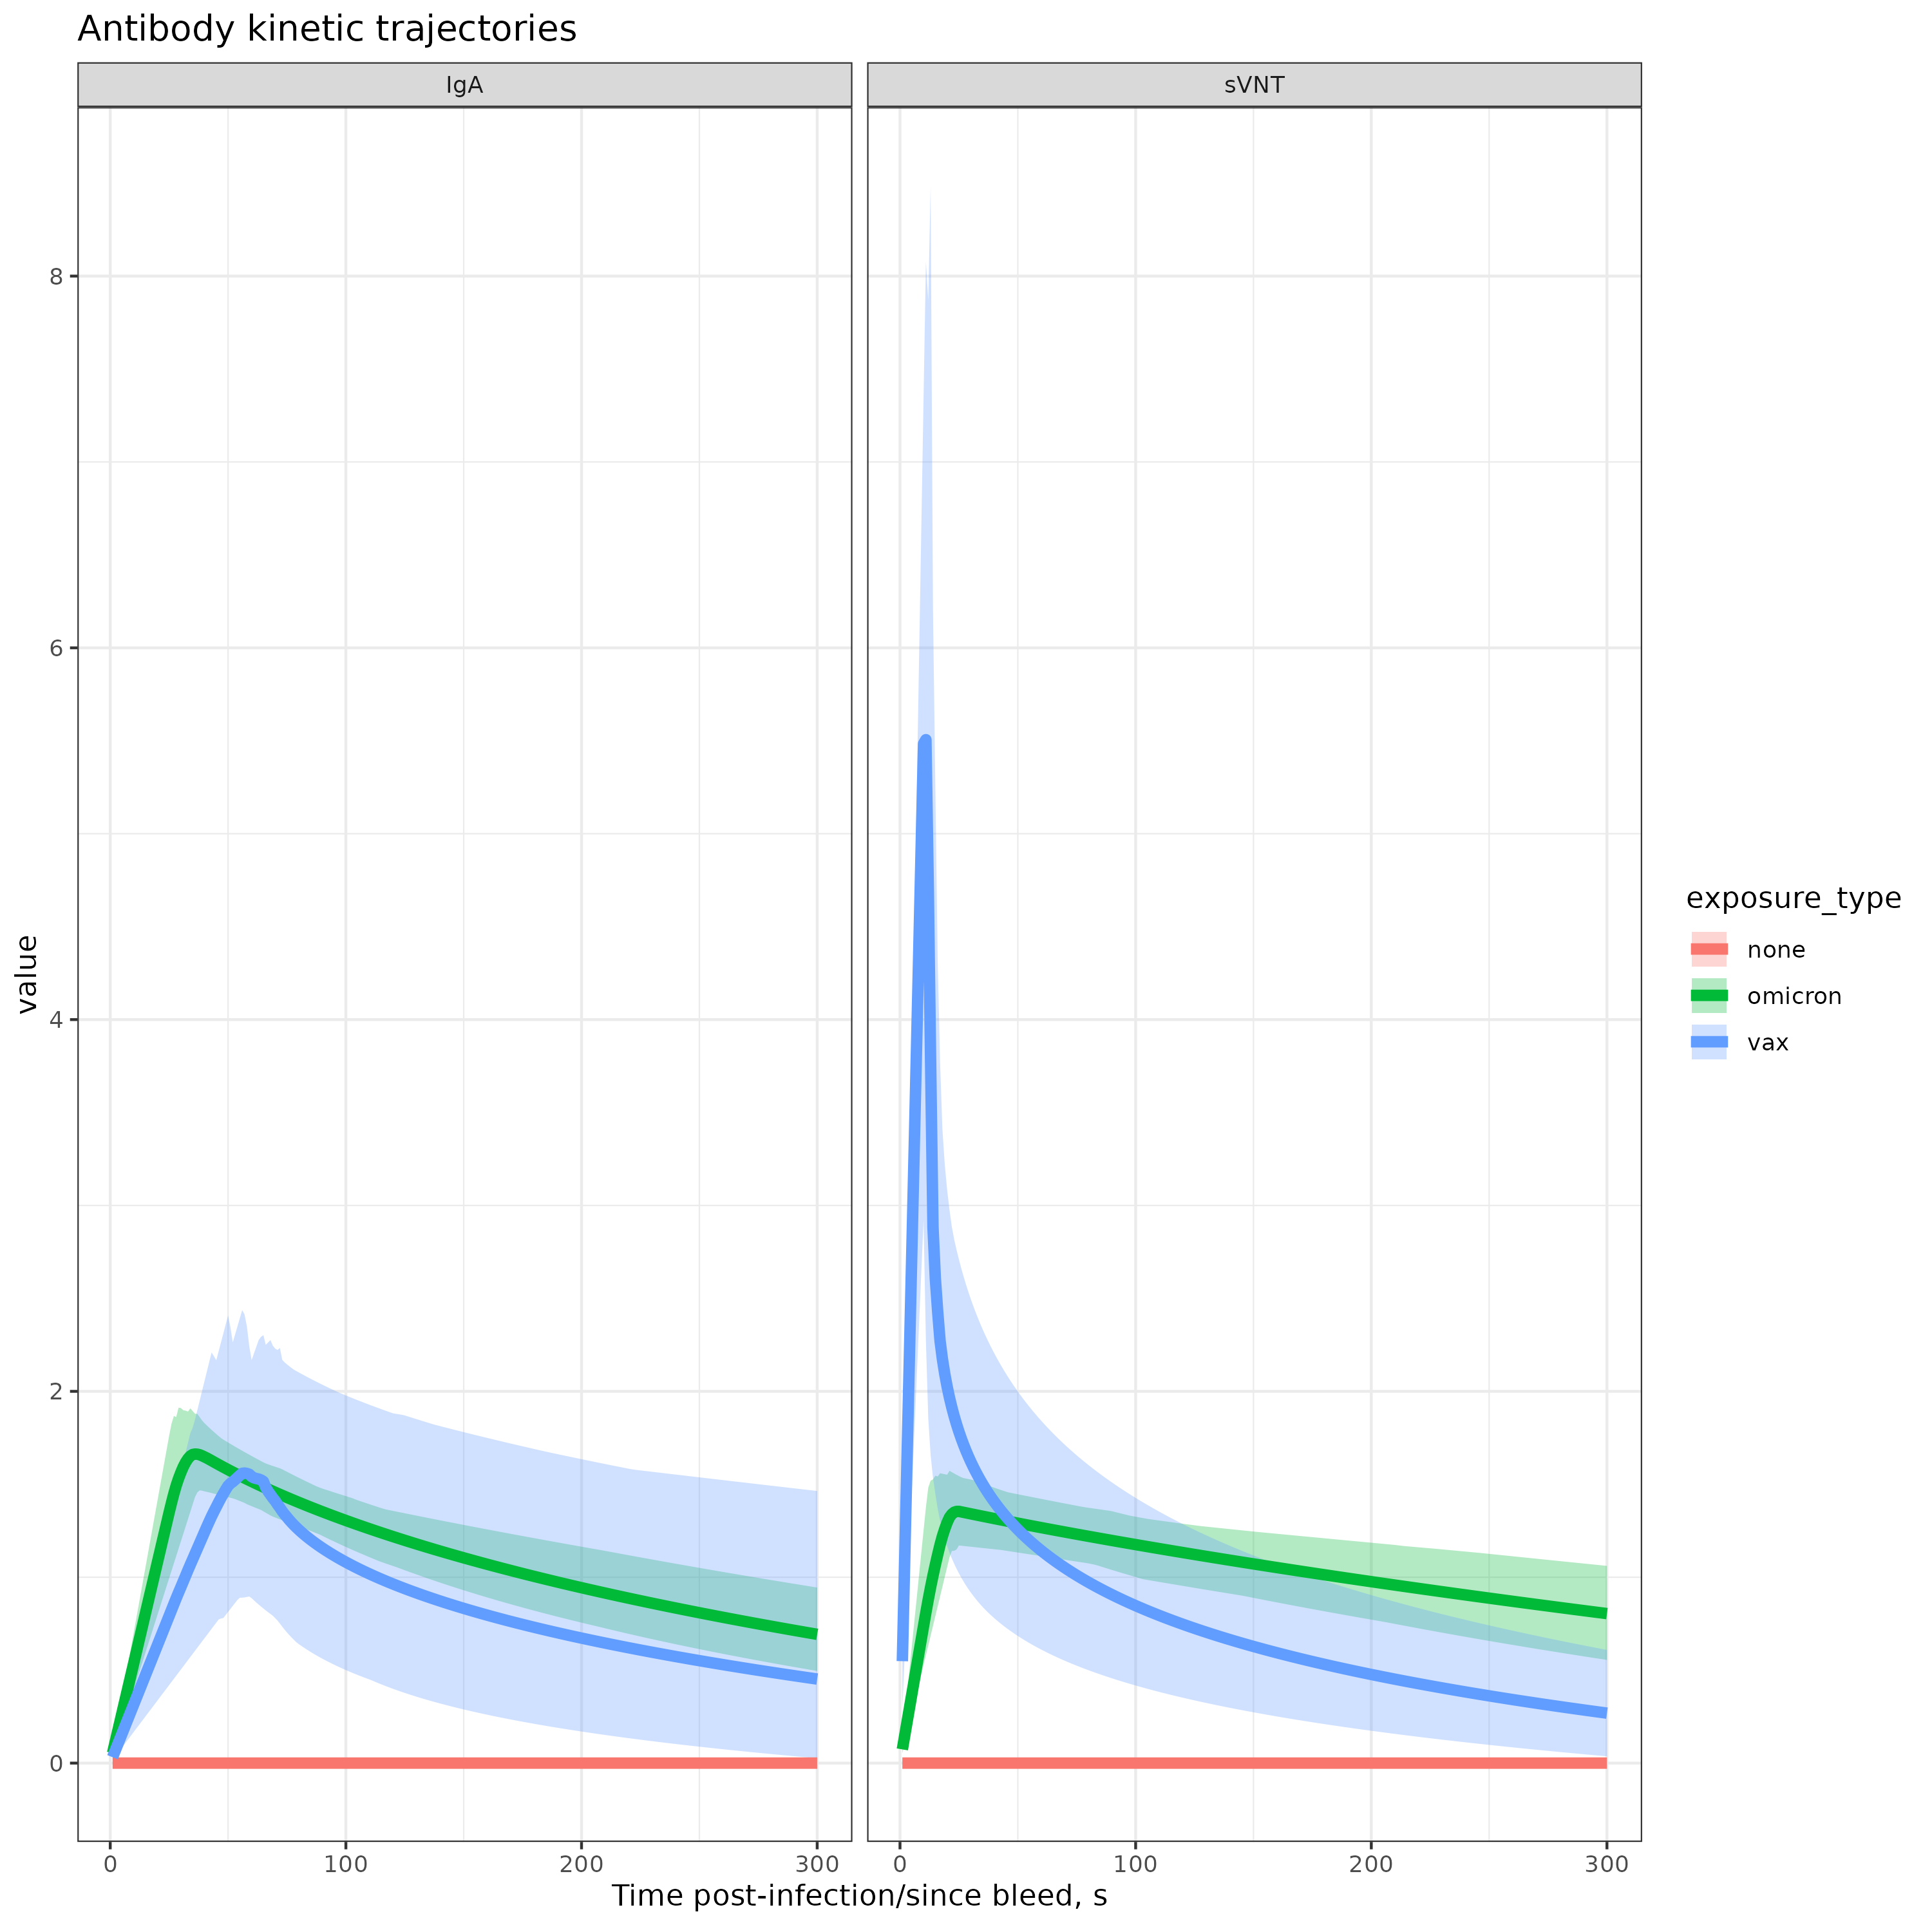 Antibody kinetic trajectories
IgA
sVNT
8
6
4
2
0
value
0 100 200 300
0 100 200 300
Time post-infection/since bleed, s
exposure_type
none
omicron
vax